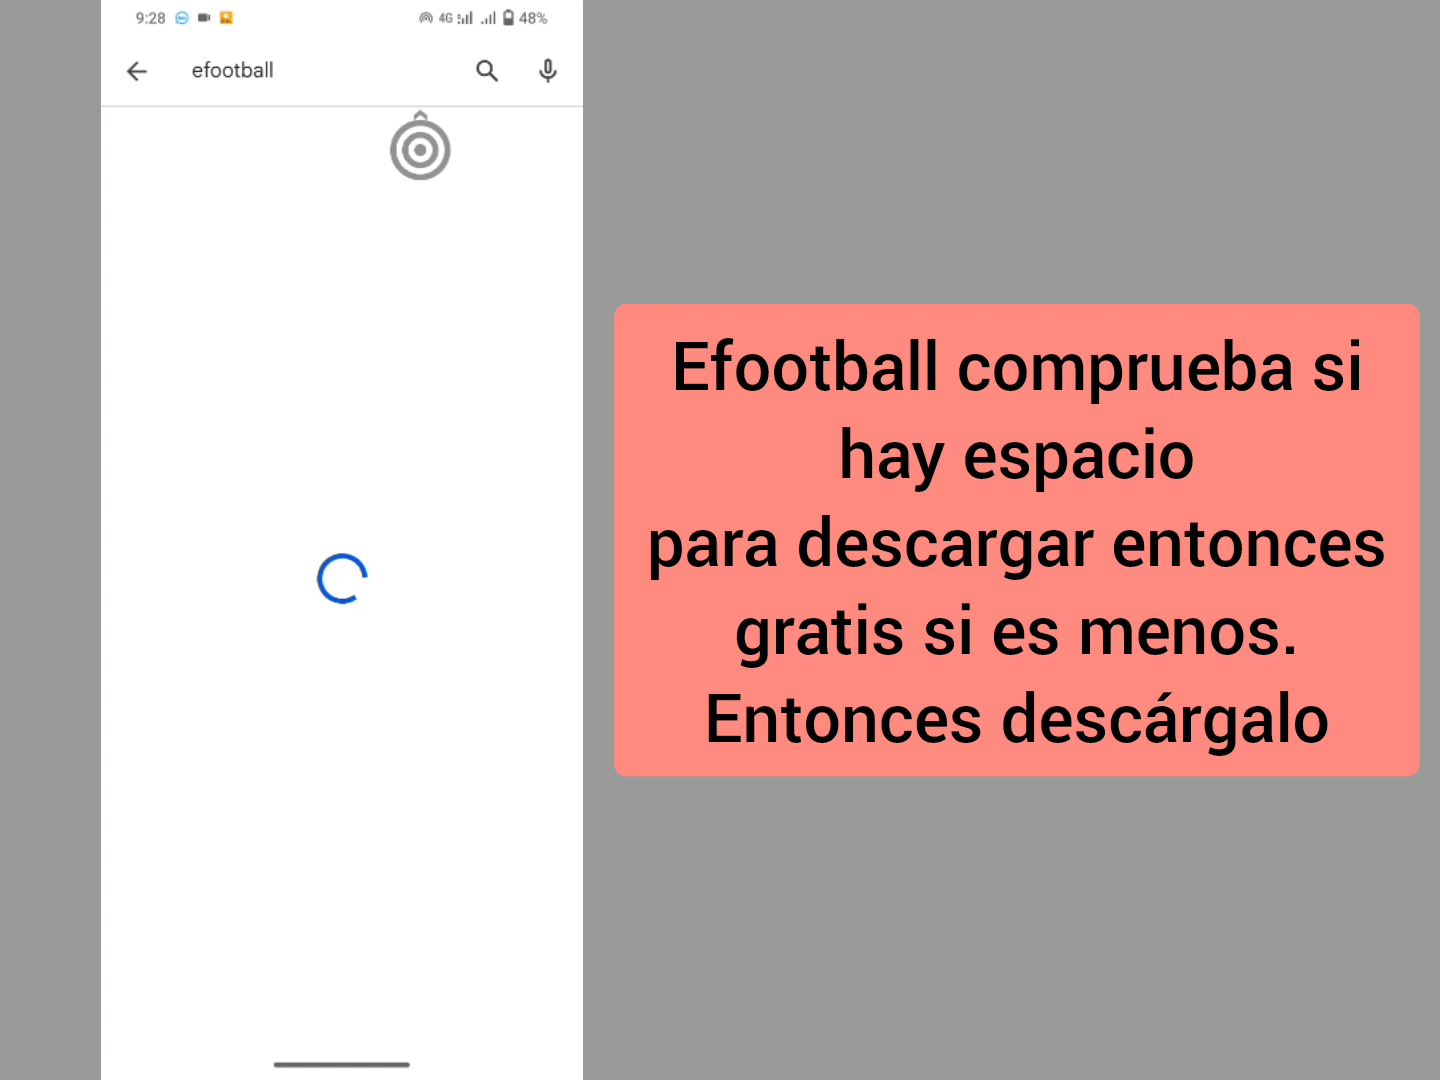 9:28
4G
48%
efootball
Efootball comprueba si
hay espacio
para descargar entonces
gratis si es menos.
Entonces descárgalo